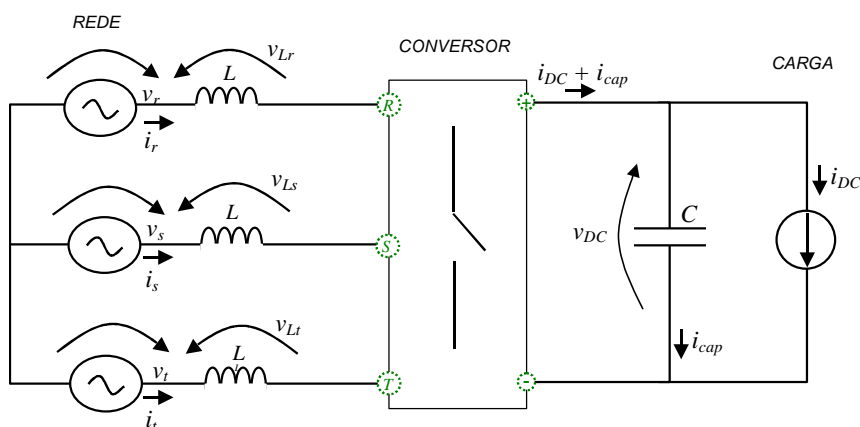 REDE
CONVERSOR
CARGA
v_Lr
L
v_r
i_r
R
+
i_DC + i_cap
v_Ls
L
v_s
i_s
S
v_DC
C
i_DC
v_Lt
L
v_t
i_t
T
-
i_cap